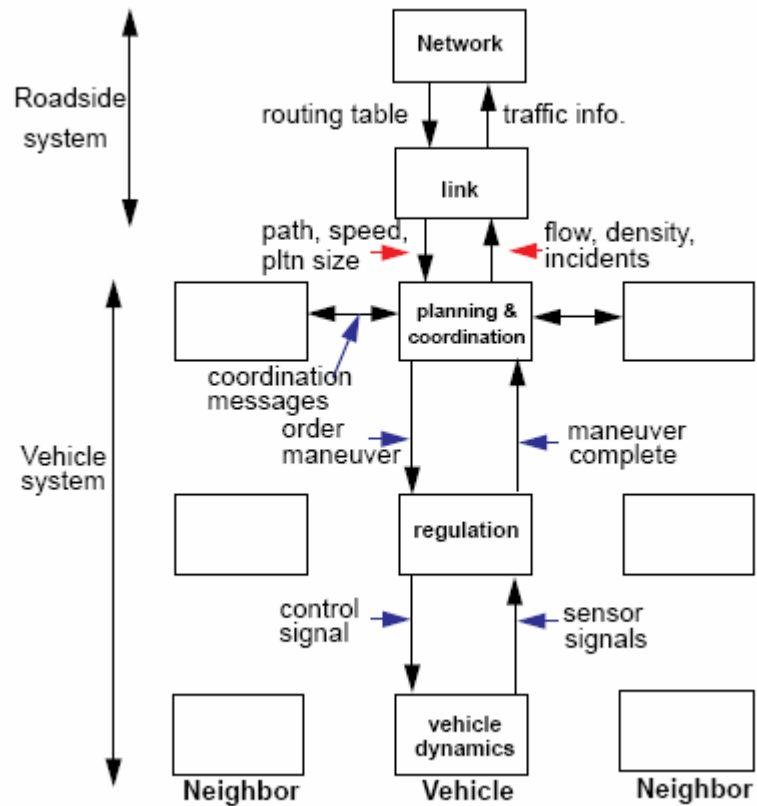 Network
Roadside
system
routing table
traffic info.
link
path, speed,
pltn size
flow, density,
incidents
planning &
coordination
coordination
messages
order
maneuver
maneuver
complete
Vehicle
system
regulation
control
signal
sensor
signals
vehicle
dynamics
Neighbor
Vehicle
Neighbor